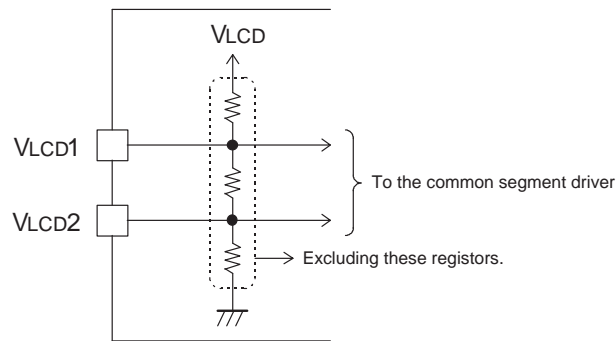 VLCD
VLCD1
To the common segment driver
VLCD2
Excluding these registors.